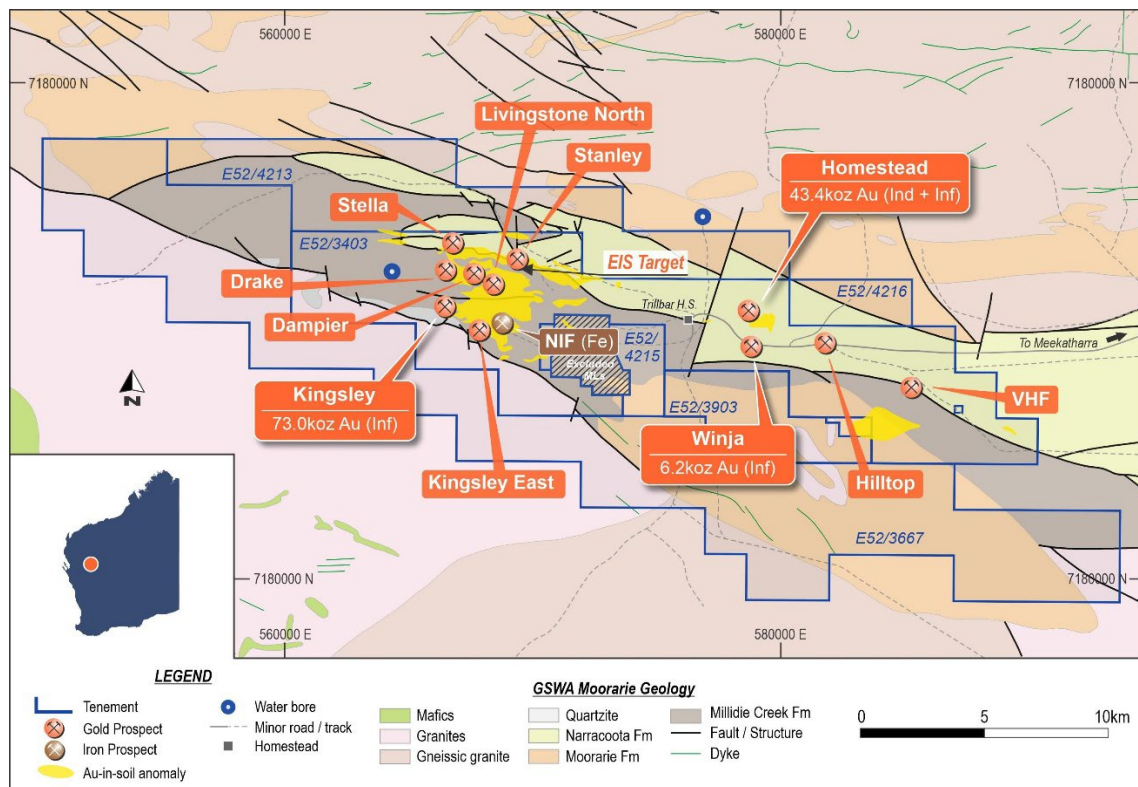 560000 E
580000 E
7180000 N
7180000 N
Livingstone North
Stanley
Homestead
43.4koz Au (Ind + Inf)
E52/4213
Stella
E52/3403
EIS Target
Drake
E52/4216
Trillbar H.S.
Dampier
To Meekatharra
NIF (Fe)
E52/
4215
MLs
N
Kingsley
73.0koz Au (Inf)
E52/3903
VHF
Winja
6.2koz Au (Inf)
Kingsley East
Hilltop
E52/3667
7180000 N
7180000 N
560000 E
580000 E
LEGEND
Tenement
Gold Prospect
Iron Prospect
Au-in-soil anomaly
Water bore
Minor road / track
Homestead
GSWA Moorarie Geology
Mafics
Granites
Gneissic granite
Quartzite
Narracoota Fm
Moorarie Fm
Millidie Creek Fm
Fault / Structure
Dyke
0 5 10km